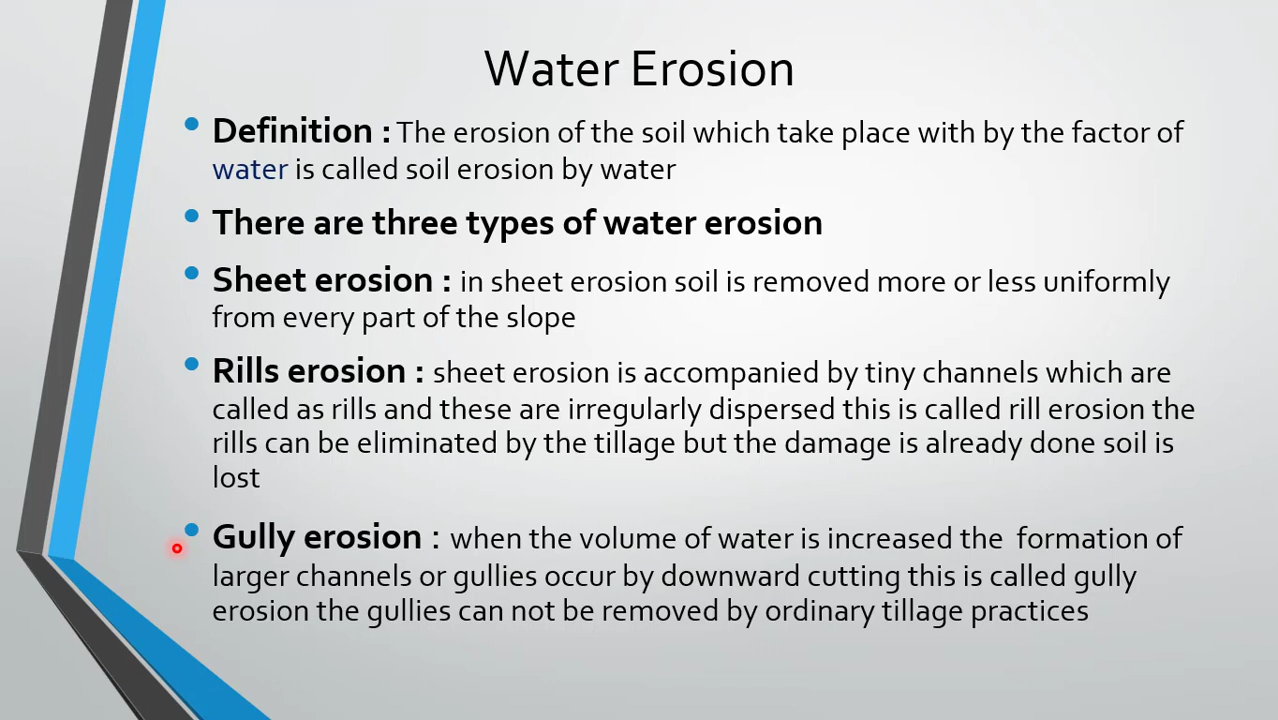 Water Erosion
• Definition : The erosion of the soil which take place with by the factor of
water is called soil erosion by water
• There are three types of water erosion
• Sheet erosion : in sheet erosion soil is removed more or less uniformly
from every part of the slope
• Rills erosion : sheet erosion is accompanied by tiny channels which are
called as rills and these are irregularly dispersed this is called rill erosion the
rills can be eliminated by the tillage but the damage is already done soil is
lost
• Gully erosion : when the volume of water is increased the formation of
larger channels or gullies occur by downward cutting this is called gully
erosion the gullies can not be removed by ordinary tillage practices